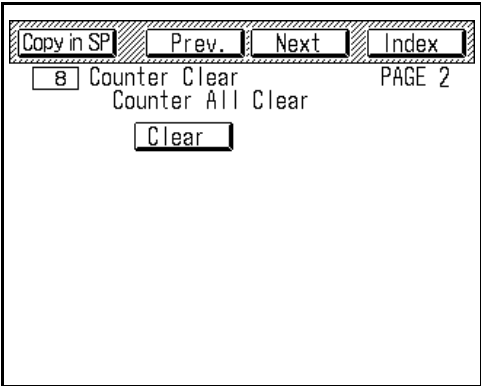 Copy in SP Prev. Next Index
8 Counter Clear PAGE 2
Counter All Clear
Clear